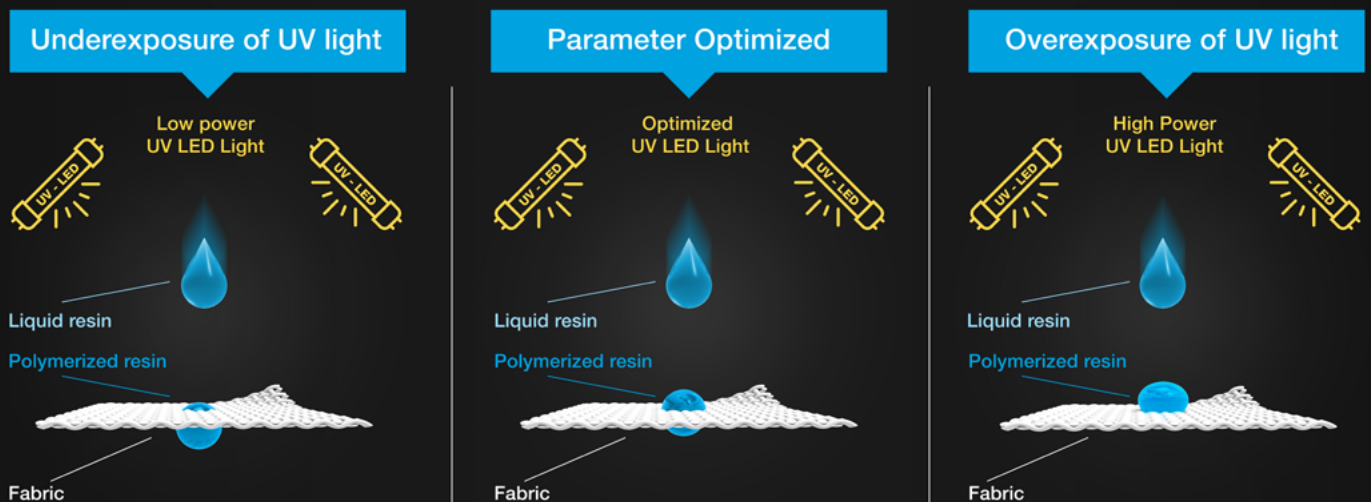 Underexposure of UV light
Low power
UV LED Light
UV - LED
UV - LED
Liquid resin
Polymerized resin
Fabric
Parameter Optimized
Optimized
UV LED Light
UV - LED
UV - LED
Liquid resin
Polymerized resin
Fabric
Overexposure of UV light
High Power
UV LED Light
UV - LED
UV - LED
Liquid resin
Polymerized resin
Fabric